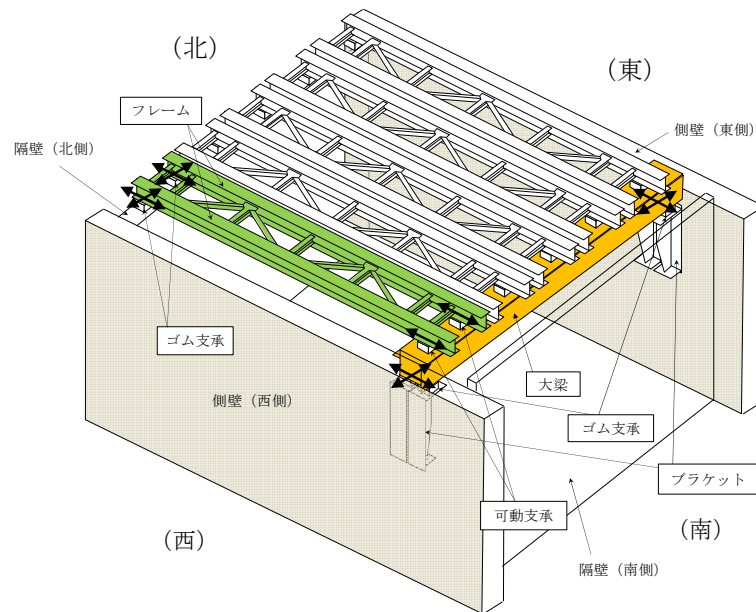 （北）
（東）
フレーム
側壁（東側）
隔壁（北側）
ゴム支承
大梁
側壁（西側）
ゴム支承
ブラケット
可動支承
（南）
（西）
隔壁（南側）